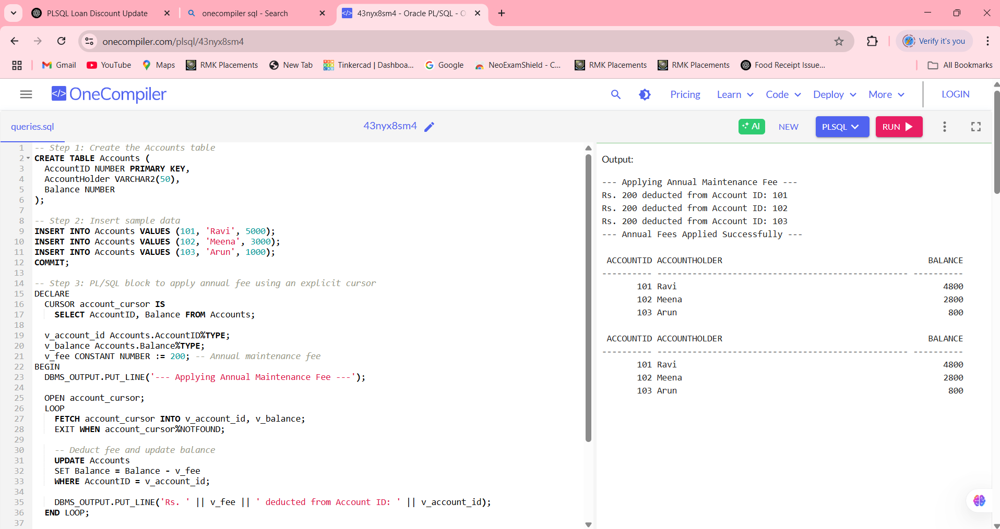 PLSQL Loan Discount Update
onecompiler sql - Search
43nyx8sm4 - Oracle PL/SQL - O
onecompiler.com/plsql/43nyx8sm4
Verify it's you
Gmail
YouTube
Maps
RMK Placements
New Tab
Tinkercad | Dashboa...
Google
NeoExamShield - C...
RMK Placements
RMK Placements
Food Receipt Issue...
All Bookmarks
OneCompiler
Pricing
Learn
Code
Deploy
More
LOGIN
queries.sql
43nyx8sm4
AI
NEW
PLSQL
RUN
1 -- Step 1: Create the Accounts table
2 CREATE TABLE Accounts (
3 AccountID NUMBER PRIMARY KEY,
4 AccountHolder VARCHAR2(50),
5 Balance NUMBER
6 );
7
8 -- Step 2: Insert sample data
9 INSERT INTO Accounts VALUES (101, 'Ravi', 5000);
10 INSERT INTO Accounts VALUES (102, 'Meena', 3000);
11 INSERT INTO Accounts VALUES (103, 'Arun', 1000);
12 COMMIT;
13
14 -- Step 3: PL/SQL block to apply annual fee using an explicit cursor
15 DECLARE
16 CURSOR account_cursor IS
17 SELECT AccountID, Balance FROM Accounts;
18
19 v_account_id Accounts.AccountID%TYPE;
20 v_balance Accounts.Balance%TYPE;
21 v_fee CONSTANT NUMBER := 200; -- Annual maintenance fee
22 BEGIN
23 DBMS_OUTPUT.PUT_LINE('--- Applying Annual Maintenance Fee ---');
24
25 OPEN account_cursor;
26 LOOP
27 FETCH account_cursor INTO v_account_id, v_balance;
28 EXIT WHEN account_cursor%NOTFOUND;
29
30 -- Deduct fee and update balance
31 UPDATE Accounts
32 SET Balance = Balance - v_fee
33 WHERE AccountID = v_account_id;
34
35 DBMS_OUTPUT.PUT_LINE('Rs. ' || v_fee || ' deducted from Account ID: ' || v_account_id);
36 END LOOP;
37
Output:
--- Applying Annual Maintenance Fee ---
Rs. 200 deducted from Account ID: 101
Rs. 200 deducted from Account ID: 102
Rs. 200 deducted from Account ID: 103
--- Annual Fees Applied Successfully ---
ACCOUNTID ACCOUNTHOLDER BALANCE
---------- -------------------------------------------------- ----------
101 Ravi 4800
102 Meena 2800
103 Arun 800
ACCOUNTID ACCOUNTHOLDER BALANCE
---------- -------------------------------------------------- ----------
101 Ravi 4800
102 Meena 2800
103 Arun 800